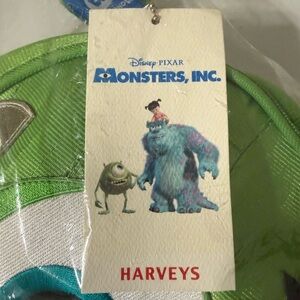 DISNEY · PIXAR
MONSTERS, INC.
HARVEYS